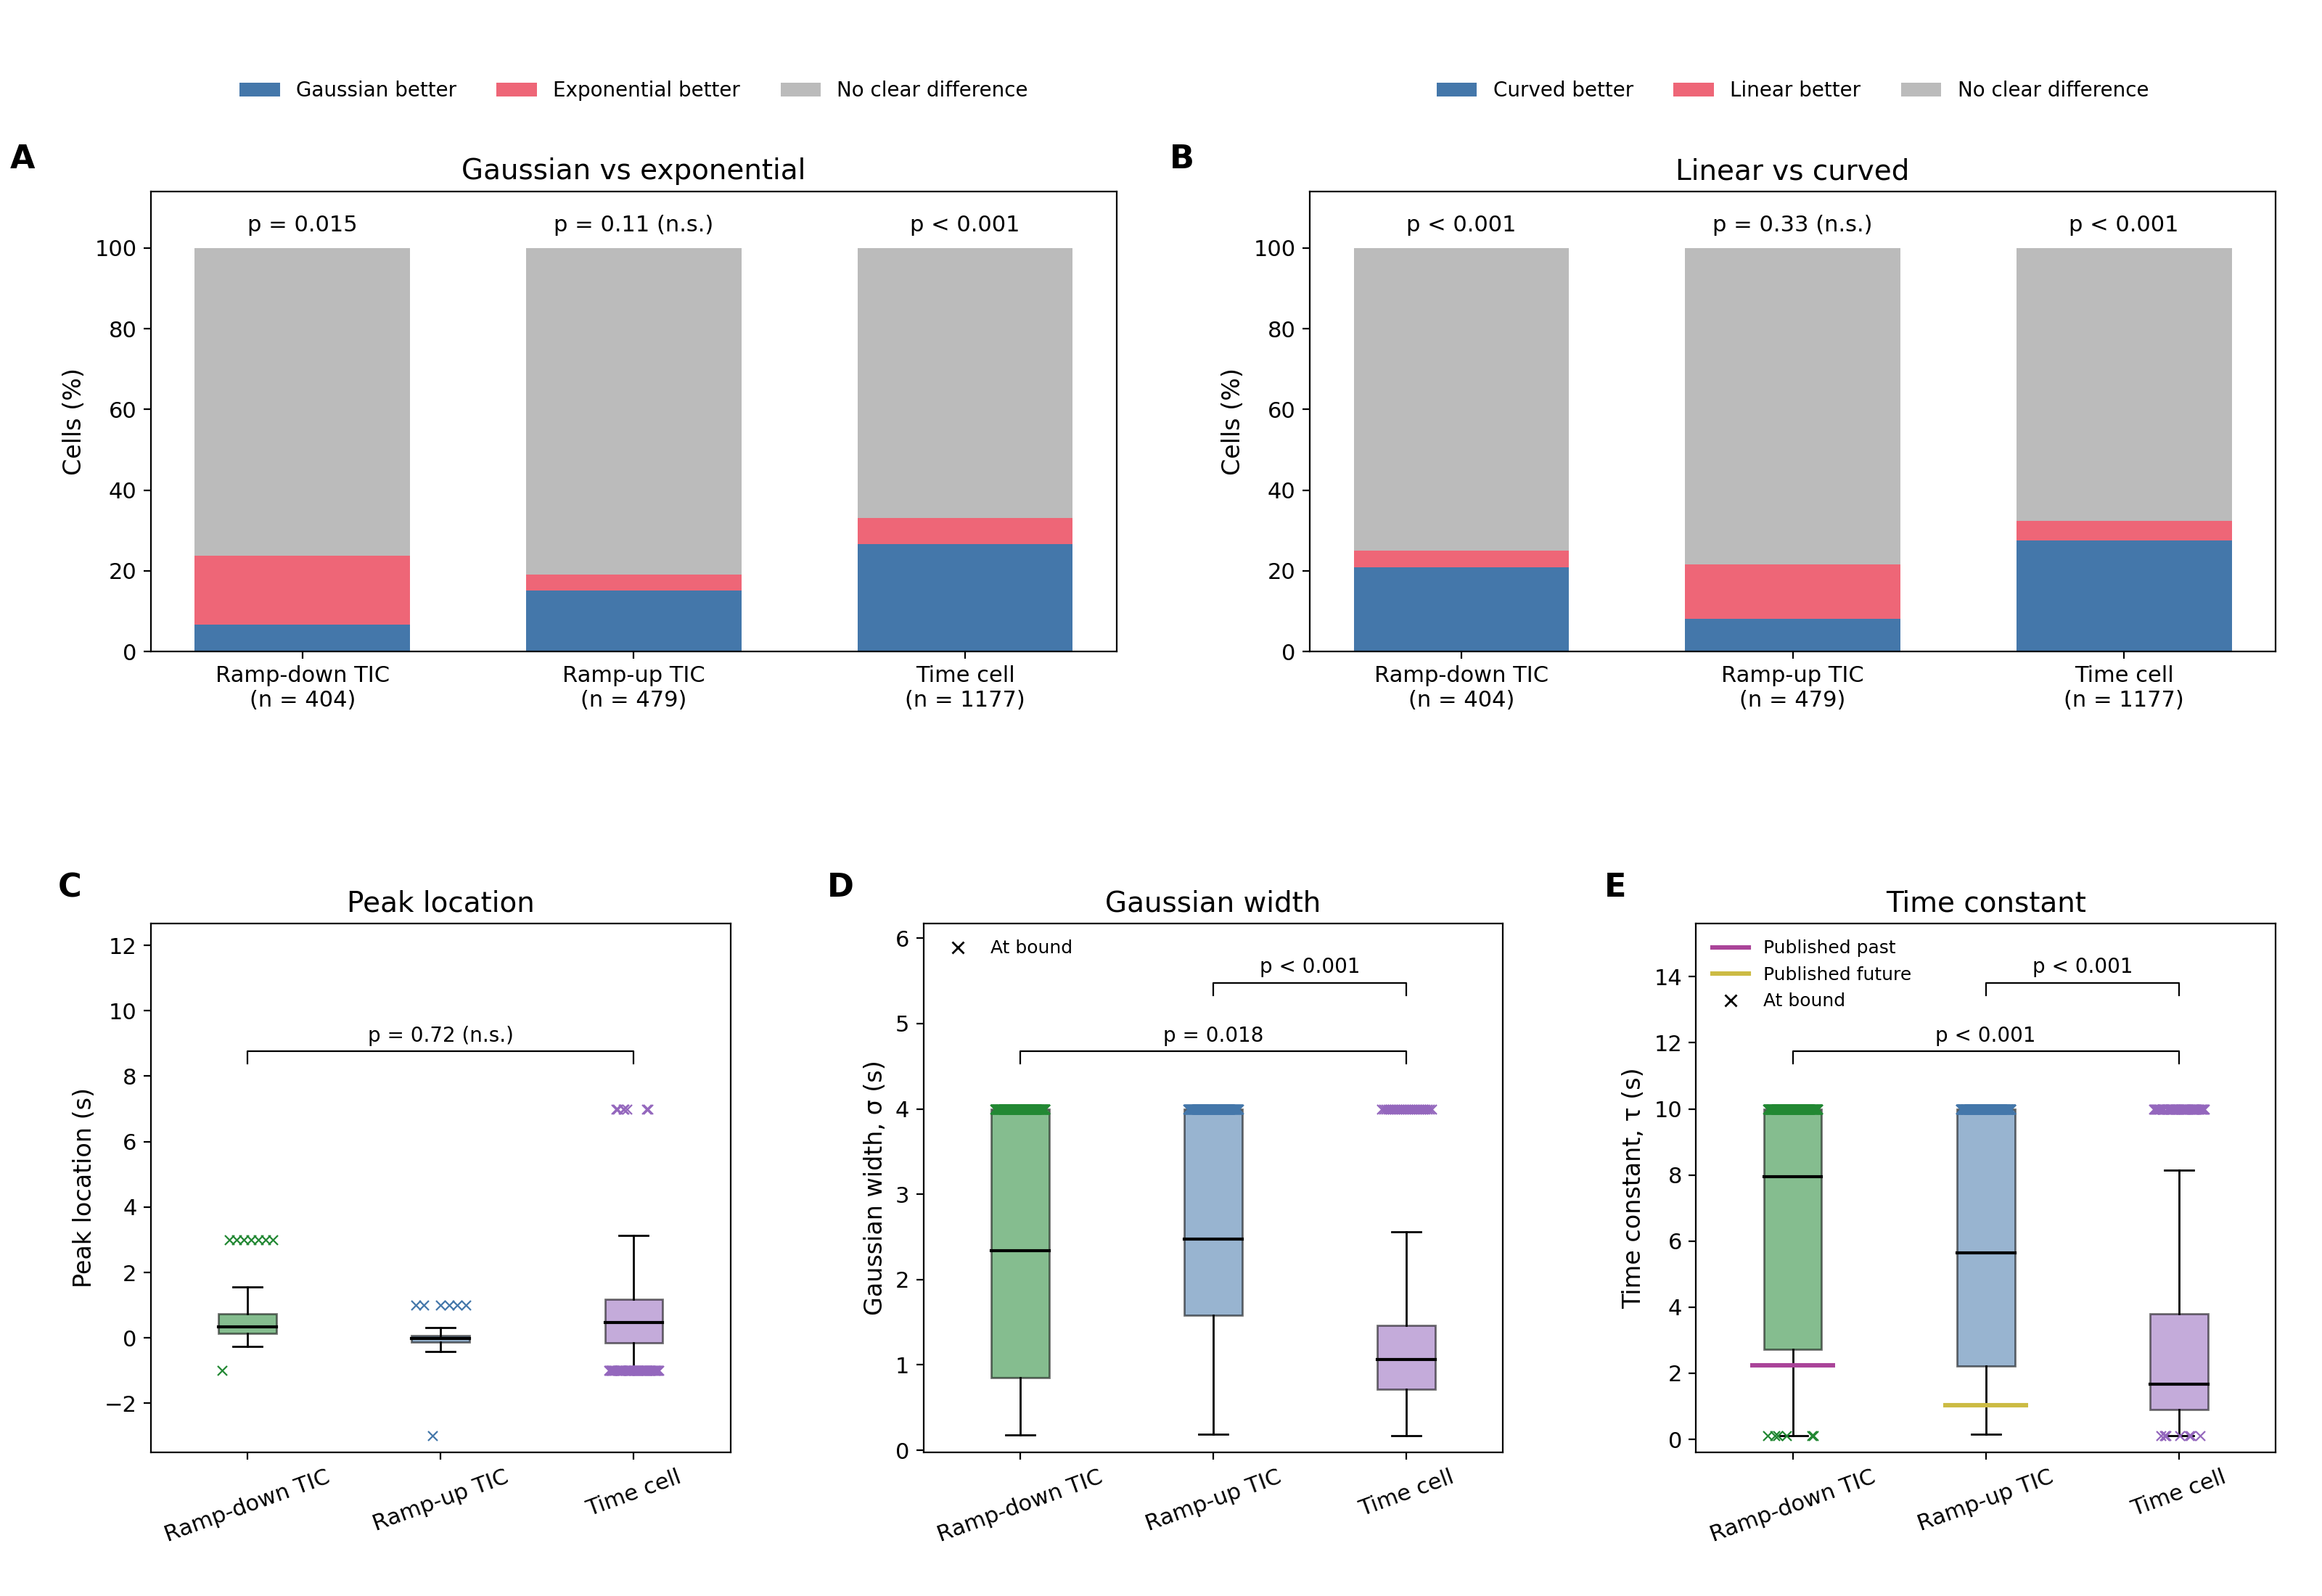 Gaussian better
Exponential better
No clear difference
Curved better
Linear better
No clear difference
A
Gaussian vs exponential
p = 0.015
p = 0.11 (n.s.)
p < 0.001
Cells (%)
100
80
60
40
20
0
Ramp-down TIC
(n = 404)
Ramp-up TIC
(n = 479)
Time cell
(n = 1177)
B
Linear vs curved
p < 0.001
p = 0.33 (n.s.)
p < 0.001
Cells (%)
100
80
60
40
20
0
Ramp-down TIC
(n = 404)
Ramp-up TIC
(n = 479)
Time cell
(n = 1177)
C
Peak location
Peak location (s)
12
10
8
6
4
2
0
−2
p = 0.72 (n.s.)
Ramp-down TIC
Ramp-up TIC
Time cell
D
Gaussian width
Gaussian width, σ (s)
6
5
4
3
2
1
0
At bound
p < 0.001
p = 0.018
Ramp-down TIC
Ramp-up TIC
Time cell
E
Time constant
Time constant, τ (s)
14
12
10
8
6
4
2
0
Published past
Published future
At bound
p < 0.001
p < 0.001
Ramp-down TIC
Ramp-up TIC
Time cell